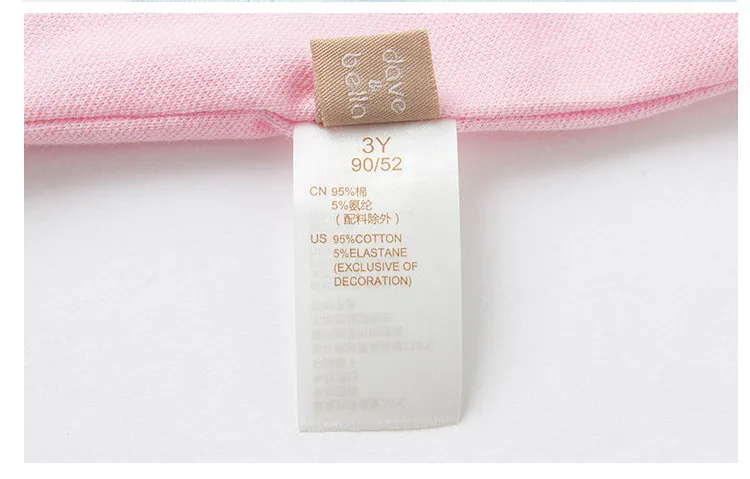 dave
&
bella
3Y
90/52
CN 95%棉
5%氨纶
(配料除外)
US 95%COTTON
5%ELASTANE
(EXCLUSIVE OF
DECORATION)